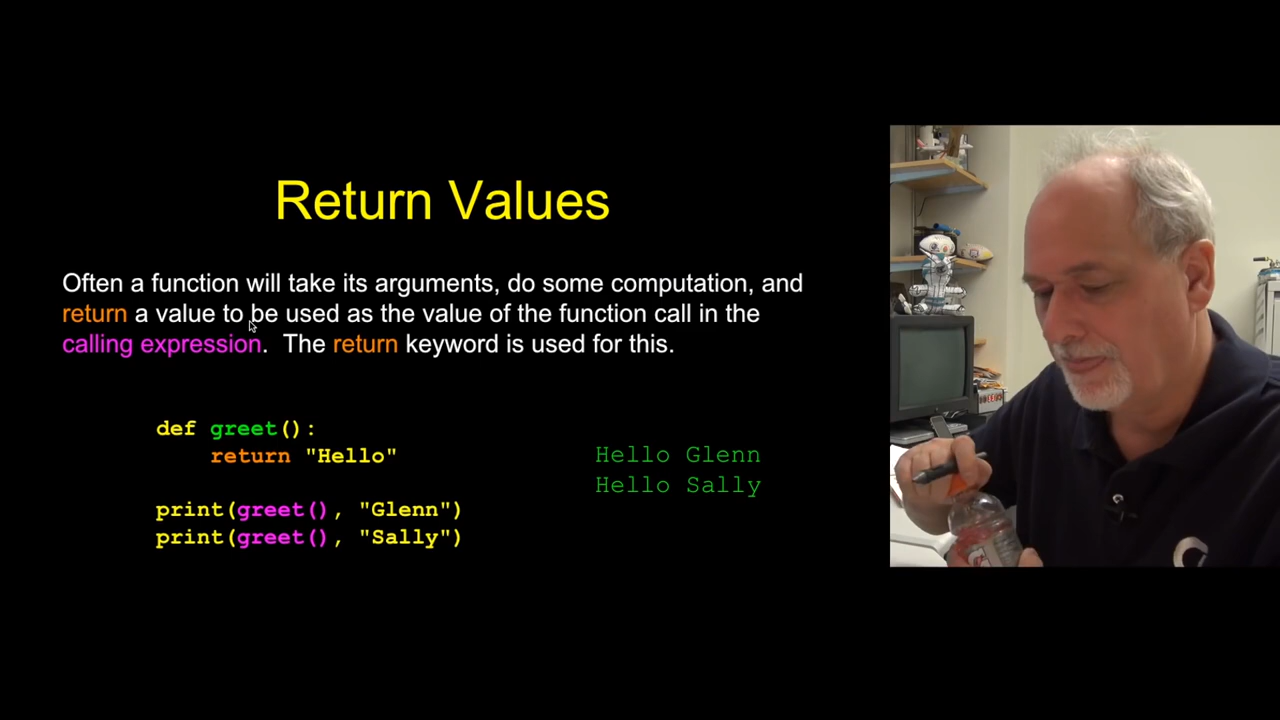 Return Values
Often a function will take its arguments, do some computation, and
return a value to be used as the value of the function call in the
calling expression.  The return keyword is used for this.
def greet():
    return "Hello"
print(greet(), "Glenn")
print(greet(), "Sally")
Hello Glenn
Hello Sally
LEGO